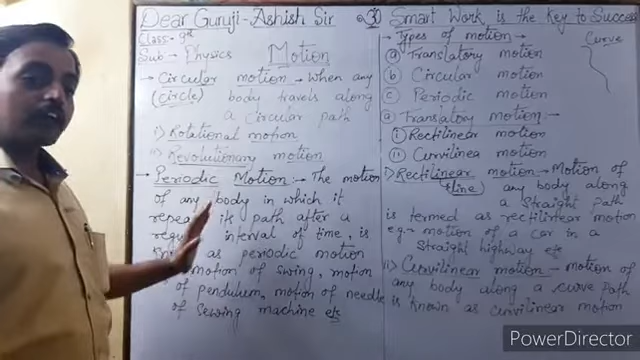 Dear Guruji-Ashish Sir
Class- 9th
Sub- Physics Motion
→ Circular motion - when any
(circle) body travels along
a Circular path
i) Rotational motion
ii) Revolutionary motion
→ Periodic Motion:- The motion
of any body in which it
repeats its path after a
interval of time, is
as periodic motion
motion of swing, motion
of pendulum, motion of needle
of sewing machine etc
③ Smart Work is the Key to Success
→ Types of motion:- Curve
ⓐ Translatory motion
ⓑ Circular motion
ⓒ Periodic motion
ⓐ Translatory motion:-
ⓘ Rectilinear motion
ⓘⓘ Curvilinea motion
i) Rectilinear motion - Motion of
(line) any body along
a straight path
is termed as rectilinear motion
e.g:- motion of a car in a
straight highway etc
ii) Curvilinear motion - motion of
any body along a curve path
is known as curvilinear motion
PowerDirector